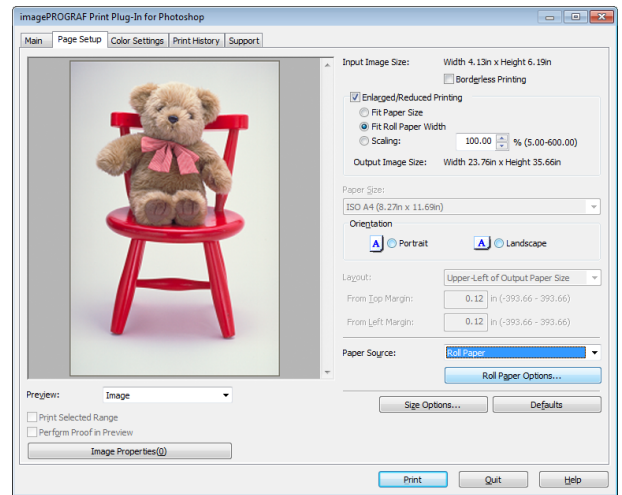 imagePROGRAF Print Plug-In for Photoshop
Main Page Setup Color Settings Print History Support
Input Image Size: Width 4.13in x Height 6.19in
Borderless Printing
Enlarged/Reduced Printing
Fit Paper Size
Fit Roll Paper Width
Scaling: 100.00 % (5.00-600.00)
Output Image Size: Width 23.76in x Height 35.66in
Paper Size:
ISO A4 (8.27in x 11.69in)
Orientation
A Portrait A Landscape
Layout: Upper-Left of Output Paper Size
From Top Margin: 0.12 in (-393.66 - 393.66)
From Left Margin: 0.12 in (-393.66 - 393.66)
Paper Source: Roll Paper
Roll Paper Options...
Preview: Image
Size Options... Defaults
Print Selected Range
Perform Proof in Preview
Image Properties(0)
Print Quit Help